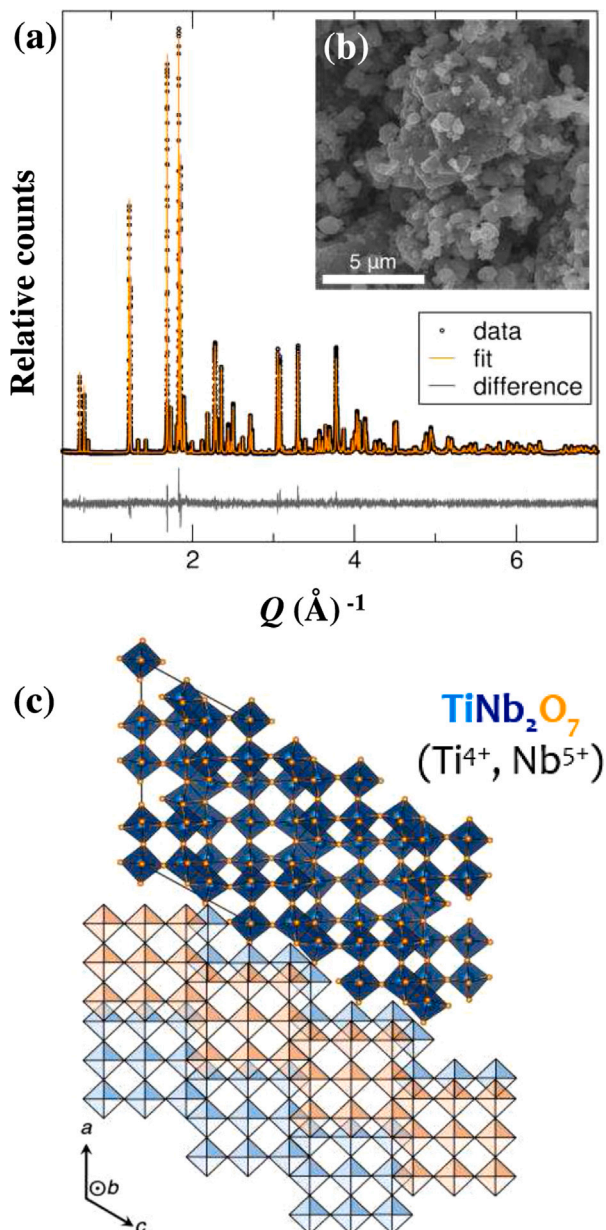 (a)
(b)
Relative counts
5 µm
data
fit
difference
2
4
6
Q (Å) ⁻¹
(c)
TiNb₂O₇
(Ti⁴⁺, Nb⁵⁺)
a
b
c